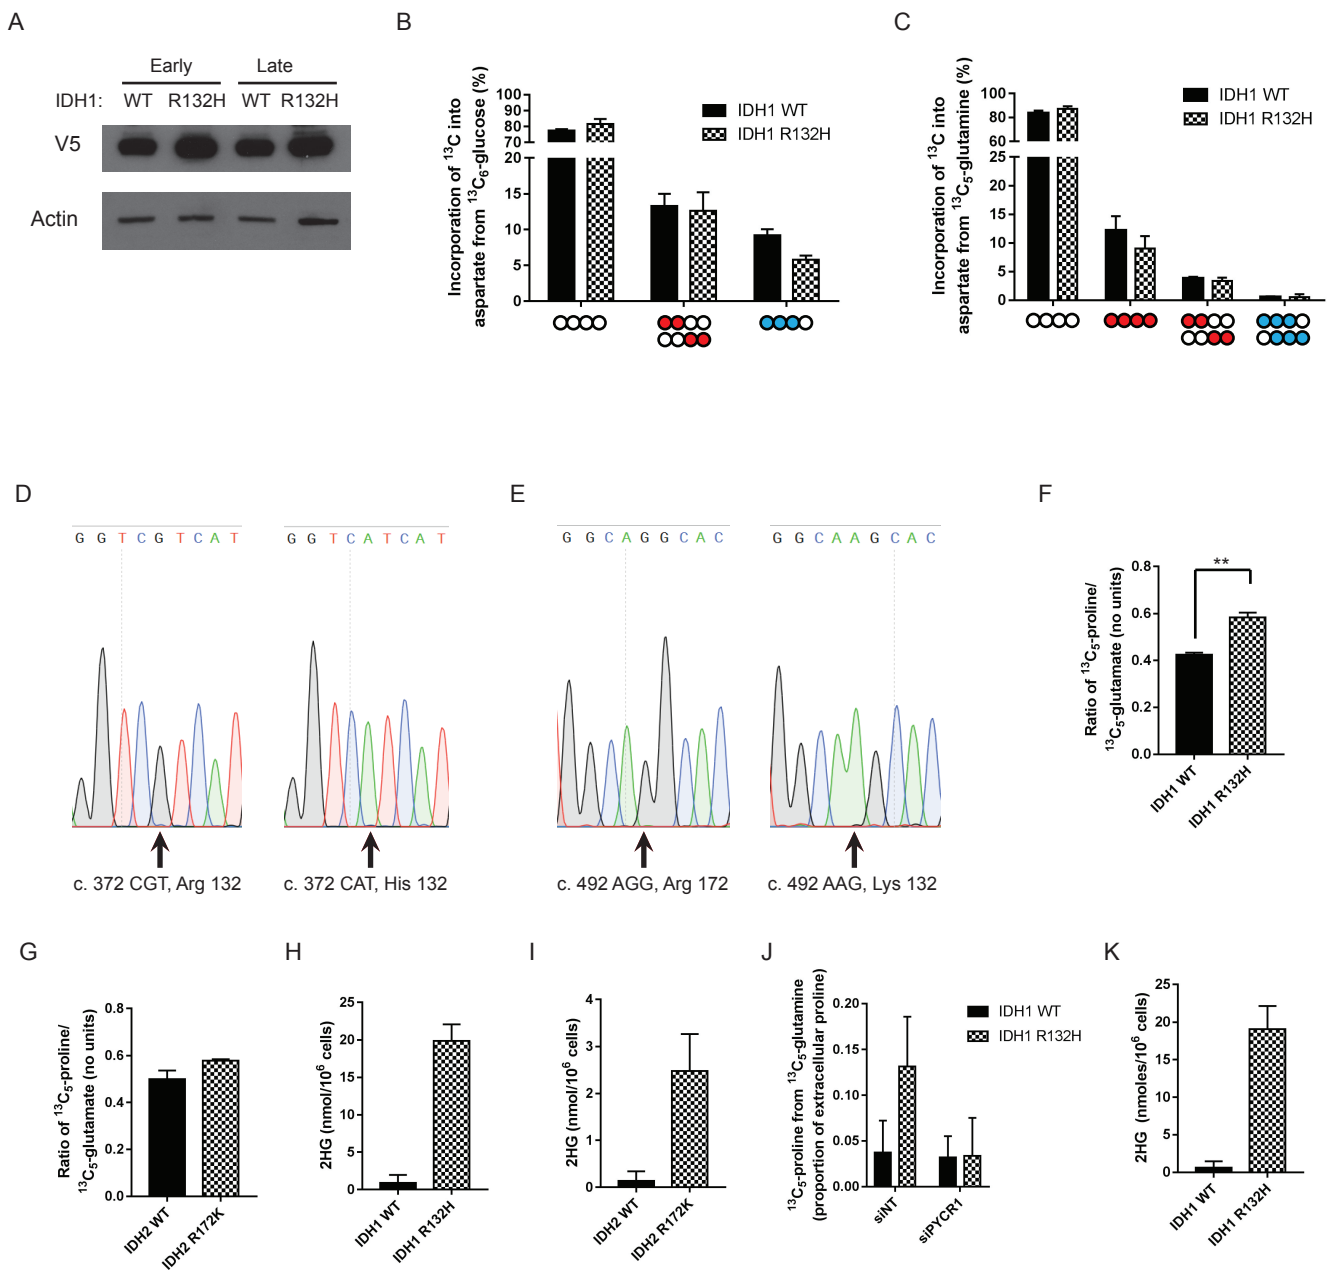 A
Early Late
IDH1: WT R132H WT R132H
V5
Actin
B
Incorporation of ¹³C into
aspartate from ¹³C₆-glucose (%)
100
90
80
70
20
15
10
5
0
IDH1 WT
IDH1 R132H
C
Incorporation of ¹³C into
aspartate from ¹³C₅-glutamine (%)
100
80
60
25
20
15
10
5
0
IDH1 WT
IDH1 R132H
D
G G T C G T C A T
G G T C A T C A T
c. 372 CGT, Arg 132
c. 372 CAT, His 132
E
G G C A G G C A C
G G C A A G C A C
c. 492 AGG, Arg 172
c. 492 AAG, Lys 132
F
Ratio of ¹³C₅-proline/
¹³C₅-glutamate (no units)
0.8
0.6
0.4
0.2
0.0
**
IDH1 WT
IDH1 R132H
G
Ratio of ¹³C₅-proline/
¹³C₅-glutamate (no units)
0.8
0.6
0.4
0.2
0.0
IDH2 WT
IDH2 R172K
H
2HG (nmol/10⁶ cells)
25
20
15
10
5
0
IDH1 WT
IDH1 R132H
I
2HG (nmol/10⁶ cells)
4
3
2
1
0
IDH2 WT
IDH2 R172K
J
¹³C₅-proline from ¹³C₅-glutamine
(proportion of extracellular proline)
0.20
0.15
0.10
0.05
0.00
siNT
siPYCR1
IDH1 WT
IDH1 R132H
K
2HG (nmoles/10⁶ cells)
25
20
15
10
5
0
IDH1 WT
IDH1 R132H